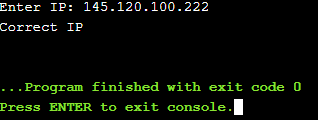 Enter IP: 145.120.100.222
Correct IP
...Program finished with exit code 0
Press ENTER to exit console.